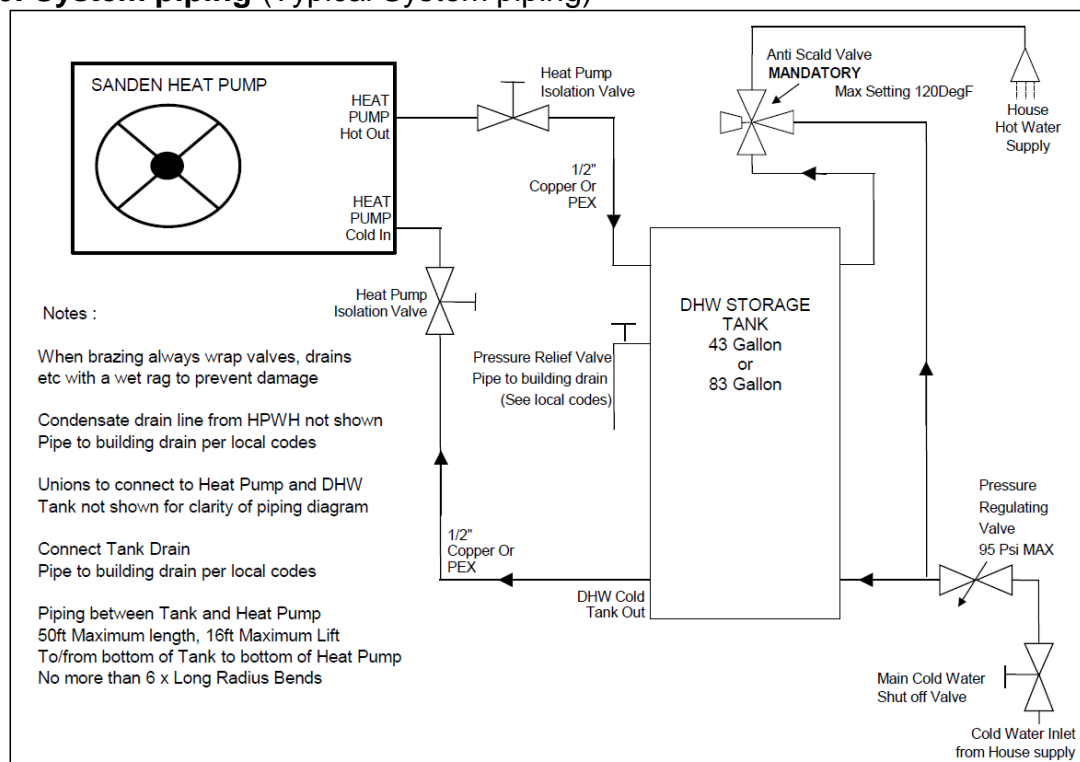 System piping (Typical System piping)
SANDEN HEAT PUMP
HEAT
PUMP
Hot Out
HEAT
PUMP
Cold In
Heat Pump
Isolation Valve
Anti Scald Valve
MANDATORY
Max Setting 120DegF
House
Hot Water
Supply
1/2"
Copper Or
PEX
Heat Pump
Isolation Valve
DHW STORAGE
TANK
43 Gallon
or
83 Gallon
Pressure Relief Valve
Pipe to building drain
(See local codes)
Notes :
When brazing always wrap valves, drains
etc with a wet rag to prevent damage
Condensate drain line from HPWH not shown
Pipe to building drain per local codes
Unions to connect to Heat Pump and DHW
Tank not shown for clarity of piping diagram
Connect Tank Drain
Pipe to building drain per local codes
Piping between Tank and Heat Pump
50ft Maximum length, 16ft Maximum Lift
To/from bottom of Tank to bottom of Heat Pump
No more than 6 x Long Radius Bends
1/2"
Copper Or
PEX
DHW Cold
Tank Out
Pressure
Regulating
Valve
95 Psi MAX
Main Cold Water
Shut off Valve
Cold Water Inlet
from House supply